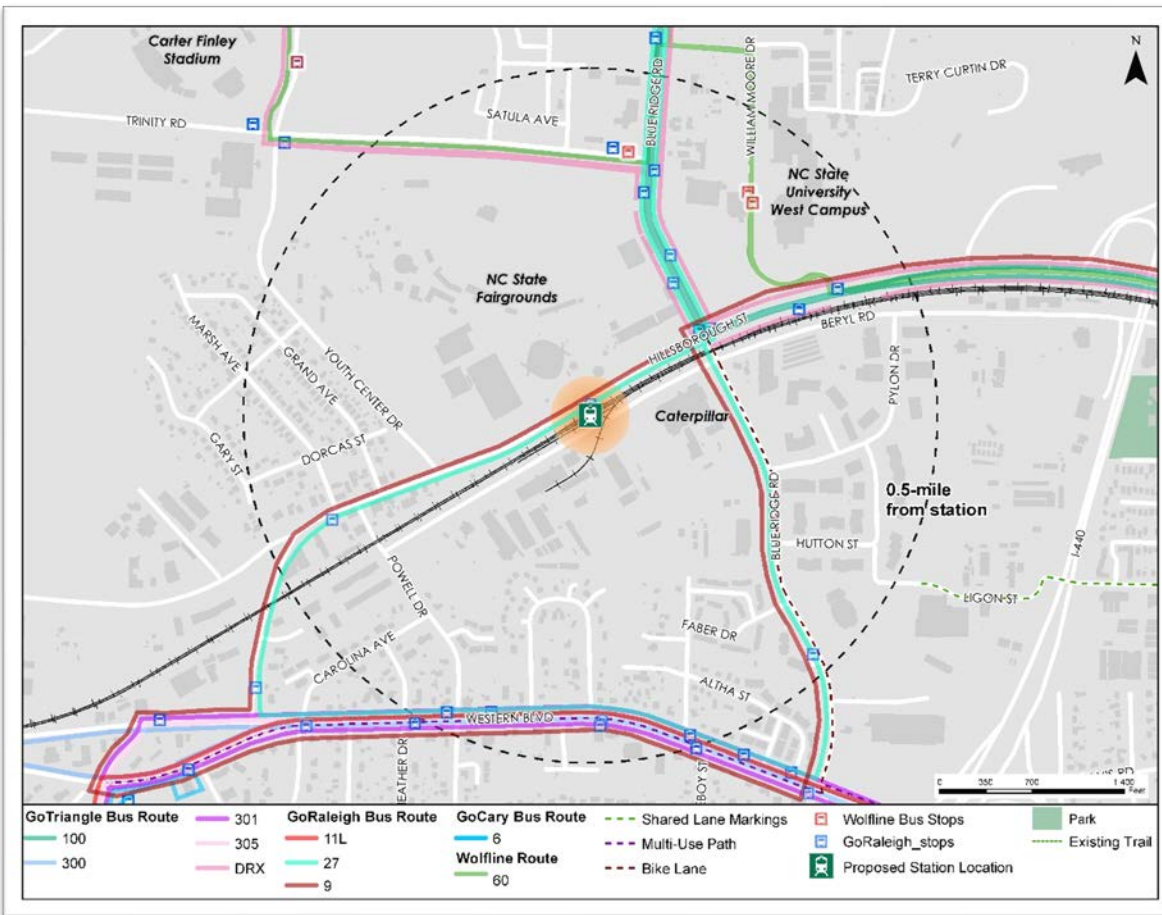 Carter Finley
Stadium
N
TERRY CURTIN DR
BLUE RIDGE RD
WILLIAM MOORE DR
TRINITY RD
SATULA AVE
NC State
University
West Campus
NC State
Fairgrounds
MARSH AVE
GRAND AVE
YOUTH CENTER DR
HILLSBOROUGH ST
BERYL RD
PYLON DR
GARY ST
DORCAS ST
Caterpillar
0.5-mile
from station
BLUE RIDGE RD
HUTTON ST
I-440
LIGON ST
POWELL DR
FABER DR
CAROLINA AVE
ALTHA ST
WESTERN BLVD
HEATHER DR
BOY ST
0 350 700 1 400
Feet
GoTriangle Bus Route
100
300
301
305
DRX
GoRaleigh Bus Route
11L
27
9
GoCary Bus Route
6
Wolfline Route
60
Shared Lane Markings
Multi-Use Path
Bike Lane
Wolfline Bus Stops
GoRaleigh_stops
Proposed Station Location
Park
Existing Trail